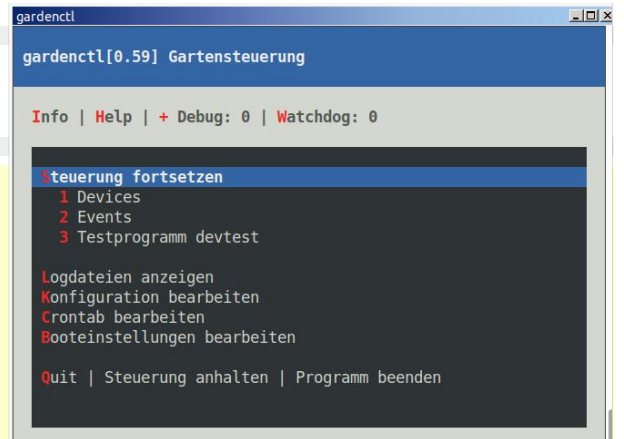 gardenctl
gardenctl[0.59] Gartensteuerung
Info | Help | + Debug: 0 | Watchdog: 0
Steuerung fortsetzen
1 Devices
2 Events
3 Testprogramm devtest
Logdateien anzeigen
Konfiguration bearbeiten
Crontab bearbeiten
Booteinstellungen bearbeiten
Quit | Steuerung anhalten | Programm beenden